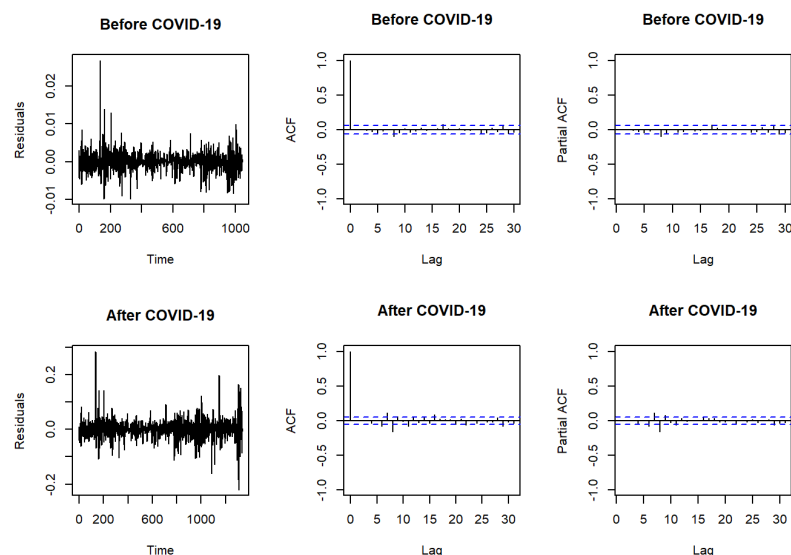 Before COVID-19
Residuals
-0.01 0.00 0.01 0.02
0 200 600 1000
Time
Before COVID-19
ACF
-1.0 -0.5 0.0 0.5 1.0
0 5 10 15 20 25 30
Lag
Before COVID-19
Partial ACF
-1.0 -0.5 0.0 0.5 1.0
0 5 10 15 20 25 30
Lag
After COVID-19
Residuals
-0.2 0.0 0.2
0 200 600 1000
Time
After COVID-19
ACF
-1.0 -0.5 0.0 0.5 1.0
0 5 10 15 20 25 30
Lag
After COVID-19
Partial ACF
-1.0 -0.5 0.0 0.5 1.0
0 5 10 15 20 25 30
Lag